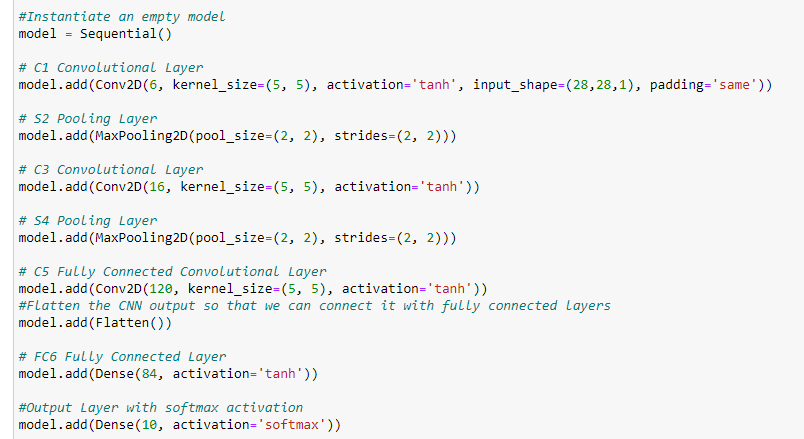 #Instantiate an empty model
model = Sequential()
# C1 Convolutional Layer
model.add(Conv2D(6, kernel_size=(5, 5), activation='tanh', input_shape=(28,28,1), padding='same'))
# S2 Pooling Layer
model.add(MaxPooling2D(pool_size=(2, 2), strides=(2, 2)))
# C3 Convolutional Layer
model.add(Conv2D(16, kernel_size=(5, 5), activation='tanh'))
# S4 Pooling Layer
model.add(MaxPooling2D(pool_size=(2, 2), strides=(2, 2)))
# C5 Fully Connected Convolutional Layer
model.add(Conv2D(120, kernel_size=(5, 5), activation='tanh'))
#Flatten the CNN output so that we can connect it with fully connected layers
model.add(Flatten())
# FC6 Fully Connected Layer
model.add(Dense(84, activation='tanh'))
#Output Layer with softmax activation
model.add(Dense(10, activation='softmax'))